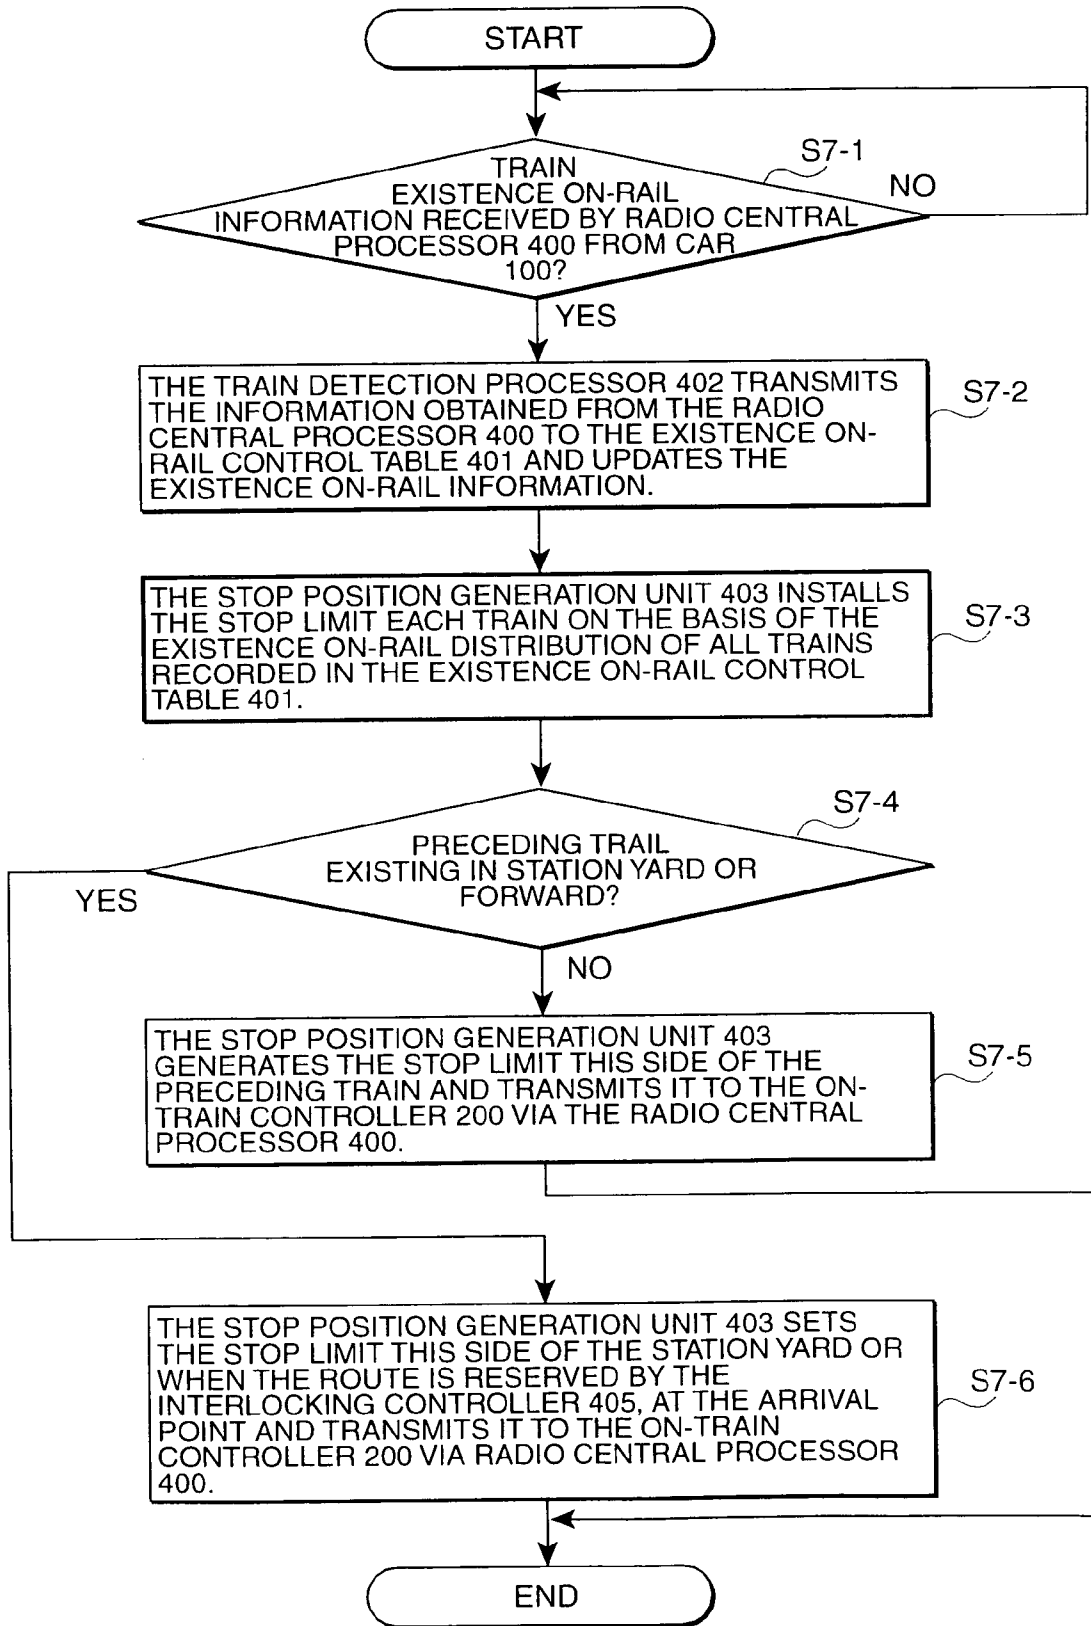 START
S7-1
TRAIN
EXISTENCE ON-RAIL
INFORMATION RECEIVED BY RADIO CENTRAL
PROCESSOR 400 FROM CAR
100?
NO
YES
S7-2
THE TRAIN DETECTION PROCESSOR 402 TRANSMITS
THE INFORMATION OBTAINED FROM THE RADIO
CENTRAL PROCESSOR 400 TO THE EXISTENCE ON-
RAIL CONTROL TABLE 401 AND UPDATES THE
EXISTENCE ON-RAIL INFORMATION.
S7-3
THE STOP POSITION GENERATION UNIT 403 INSTALLS
THE STOP LIMIT EACH TRAIN ON THE BASIS OF THE
EXISTENCE ON-RAIL DISTRIBUTION OF ALL TRAINS
RECORDED IN THE EXISTENCE ON-RAIL CONTROL
TABLE 401.
S7-4
PRECEDING TRAIL
EXISTING IN STATION YARD OR
FORWARD?
YES
NO
S7-5
THE STOP POSITION GENERATION UNIT 403
GENERATES THE STOP LIMIT THIS SIDE OF THE
PRECEDING TRAIN AND TRANSMITS IT TO THE ON-
TRAIN CONTROLLER 200 VIA THE RADIO CENTRAL
PROCESSOR 400.
S7-6
THE STOP POSITION GENERATION UNIT 403 SETS
THE STOP LIMIT THIS SIDE OF THE STATION YARD OR
WHEN THE ROUTE IS RESERVED BY THE
INTERLOCKING CONTROLLER 405, AT THE ARRIVAL
POINT AND TRANSMITS IT TO THE ON-TRAIN
CONTROLLER 200 VIA RADIO CENTRAL PROCESSOR
400.
END